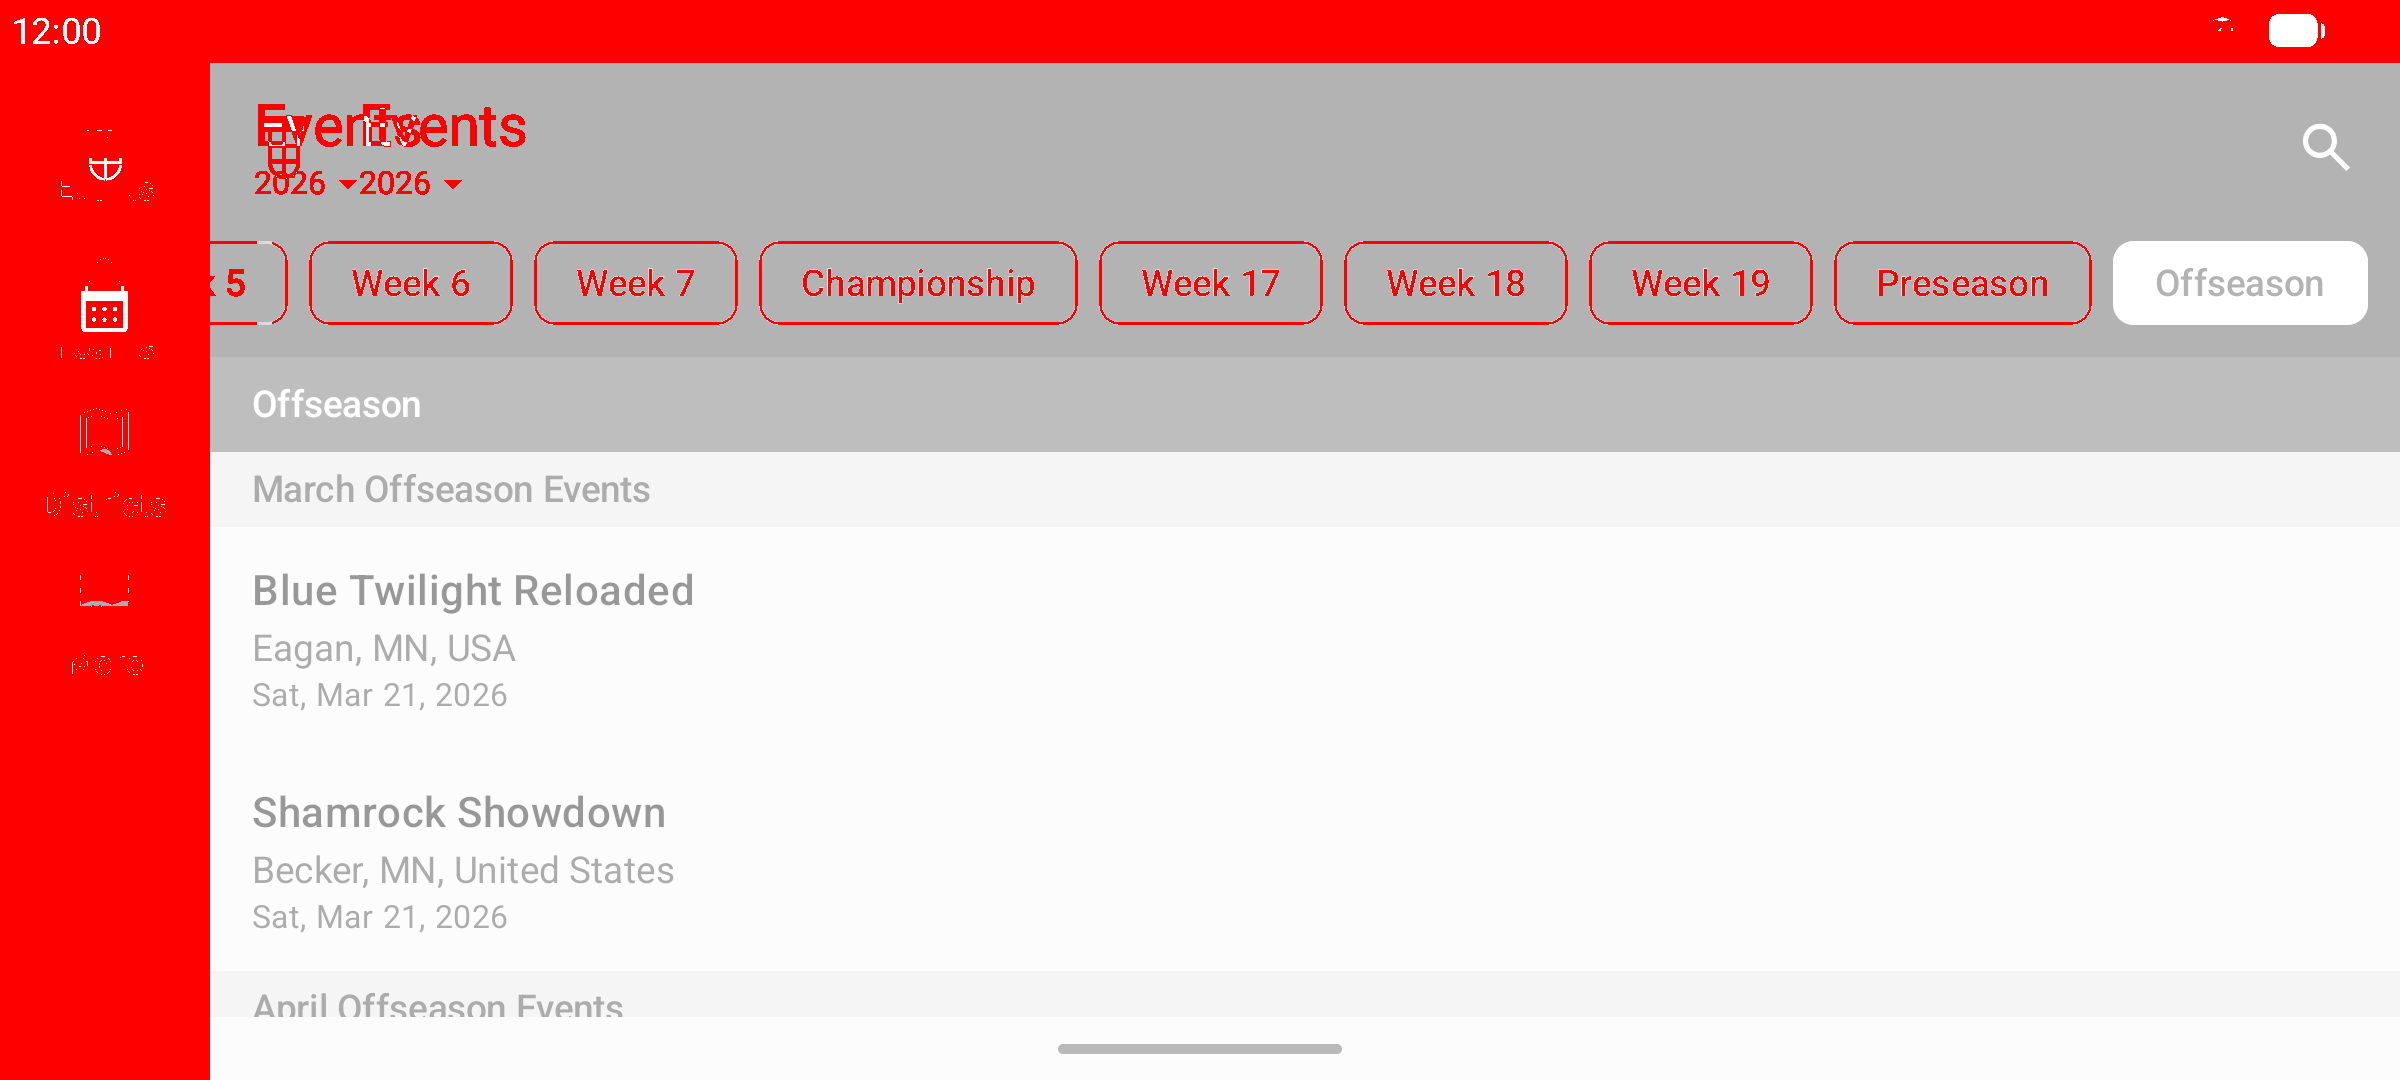 12:00
Events
Events
2026
2026
k 5
Week 6
Week 7
Championship
Week 17
Week 18
Week 19
Preseason
Offseason
Districts
More
Offseason
March Offseason Events
Blue Twilight Reloaded
Eagan, MN, USA
Sat, Mar 21, 2026
Shamrock Showdown
Becker, MN, United States
Sat, Mar 21, 2026
April Offseason Events